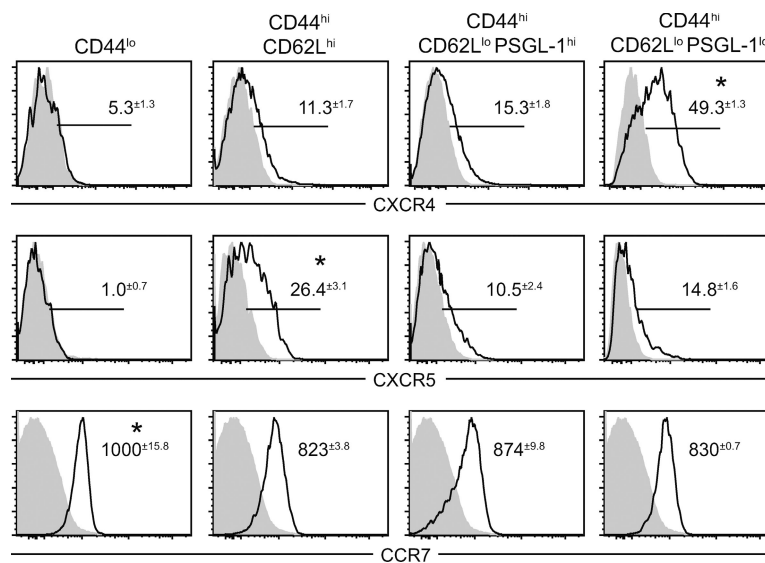 CD44lo
CD44hi
CD62Lhi
CD44hi
CD62Llo PSGL-1hi
CD44hi
CD62Llo PSGL-1lo
5.3±1.3
11.3±1.7
15.3±1.8
*
49.3±1.3
CXCR4
1.0±0.7
*
26.4±3.1
10.5±2.4
14.8±1.6
CXCR5
*
1000±15.8
823±3.8
874±9.8
830±0.7
CCR7